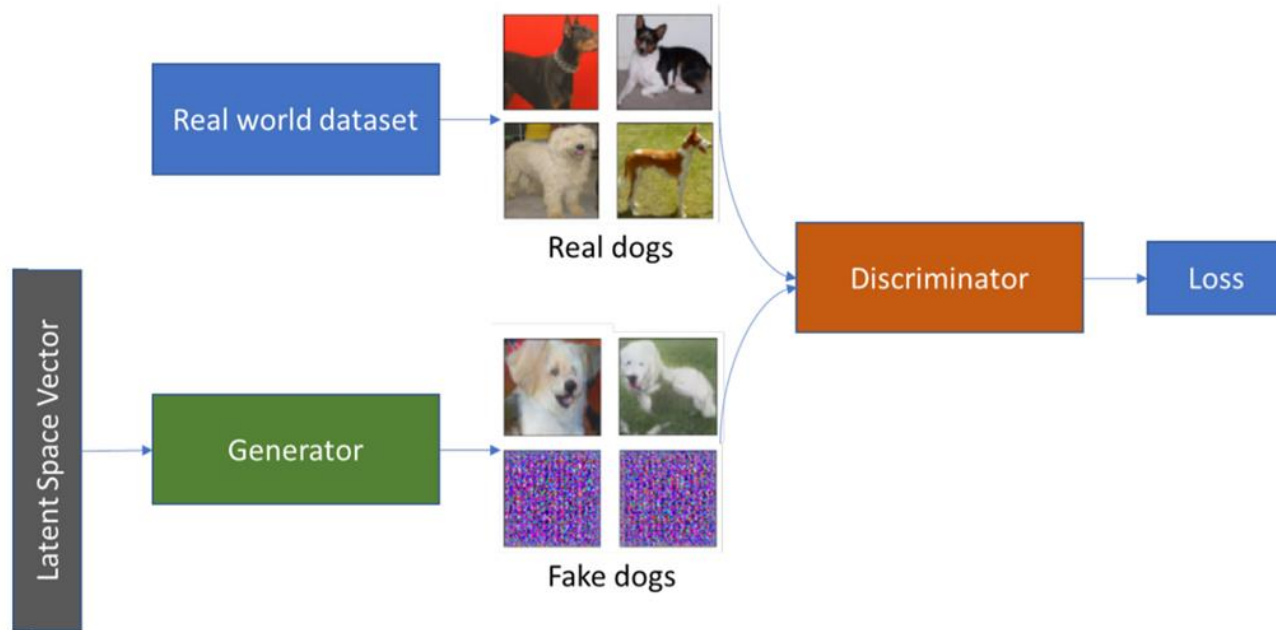 Real world dataset
Real dogs
Discriminator
Loss
Latent Space Vector
Generator
Fake dogs